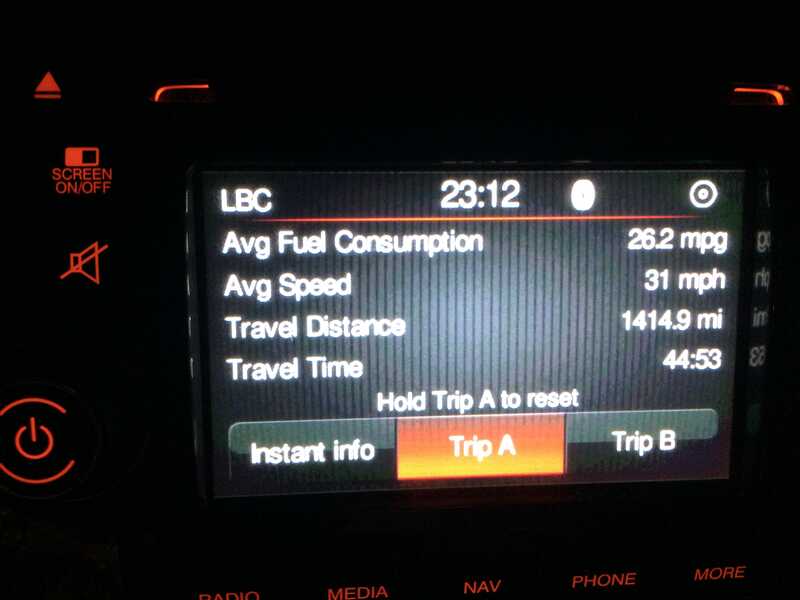 SCREEN
ON/OFF
LBC 23:12
Avg Fuel Consumption 26.2 mpg
Avg Speed 31 mph
Travel Distance 1414.9 mi
Travel Time 44:53
Hold Trip A to reset
Instant info Trip A Trip B
RADIO MEDIA NAV PHONE MORE